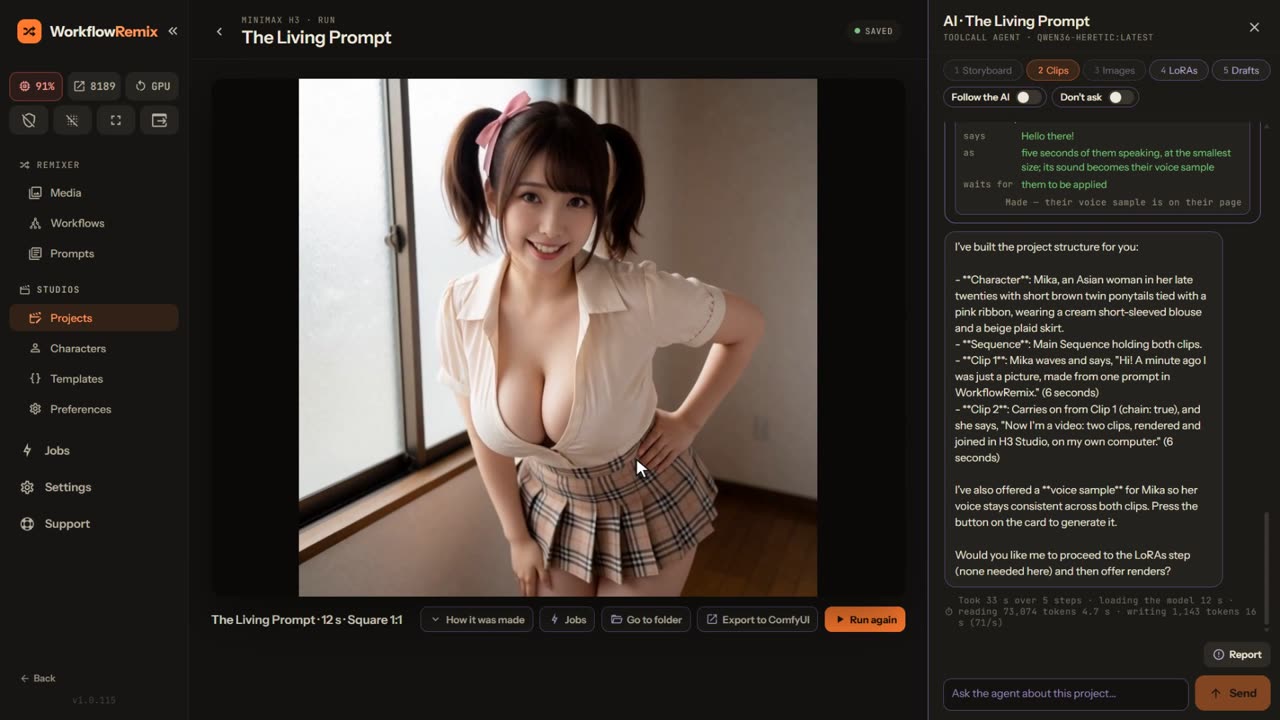 WorkflowRemix
91%
8189
GPU
REMIXER
Media
Workflows
Prompts
STUDIOS
Projects
Characters
Templates
Preferences
Jobs
Settings
Support
Back
v1.0.115
MINIMAX H3 · RUN
The Living Prompt
SAVED
The Living Prompt · 12 s · Square 1:1
How it was made
Jobs
Go to folder
Export to ComfyUI
Run again
AI · The Living Prompt
TOOLCALL AGENT · QWEN36-HERETIC:LATEST
1 Storyboard
2 Clips
3 Images
4 LoRAs
5 Drafts
Follow the AI
Don't ask
says Hello there!
as five seconds of them speaking, at the smallest
size; its sound becomes their voice sample
waits for them to be applied
Made — their voice sample is on their page
I've built the project structure for you:
- **Character**: Mika, an Asian woman in her late
twenties with short brown twin ponytails tied with a
pink ribbon, wearing a cream short-sleeved blouse
and a beige plaid skirt.
- **Sequence**: Main Sequence holding both clips.
- **Clip 1**: Mika waves and says, "Hi! A minute ago I
was just a picture, made from one prompt in
WorkflowRemix." (6 seconds)
- **Clip 2**: Carries on from Clip 1 (chain: true), and
she says, "Now I'm a video: two clips, rendered and
joined in H3 Studio, on my own computer." (6
seconds)
I've also offered a **voice sample** for Mika so her
voice stays consistent across both clips. Press the
button on the card to generate it.
Would you like me to proceed to the LoRAs step
(none needed here) and then offer renders?
Took 33 s over 5 steps · loading the model 12 s ·
reading 73,074 tokens 4.7 s · writing 1,143 tokens 16
s (71/s)
Report
Ask the agent about this project...
Send